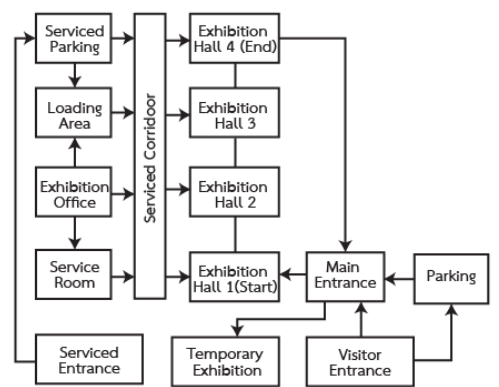 Serviced
Parking
Loading
Area
Exhibition
Office
Service
Room
Serviced
Entrance
Serviced Corridoor
Exhibition
Hall 4 (End)
Exhibition
Hall 3
Exhibition
Hall 2
Exhibition
Hall 1(Start)
Main
Entrance
Parking
Temporary
Exhibition
Visitor
Entrance